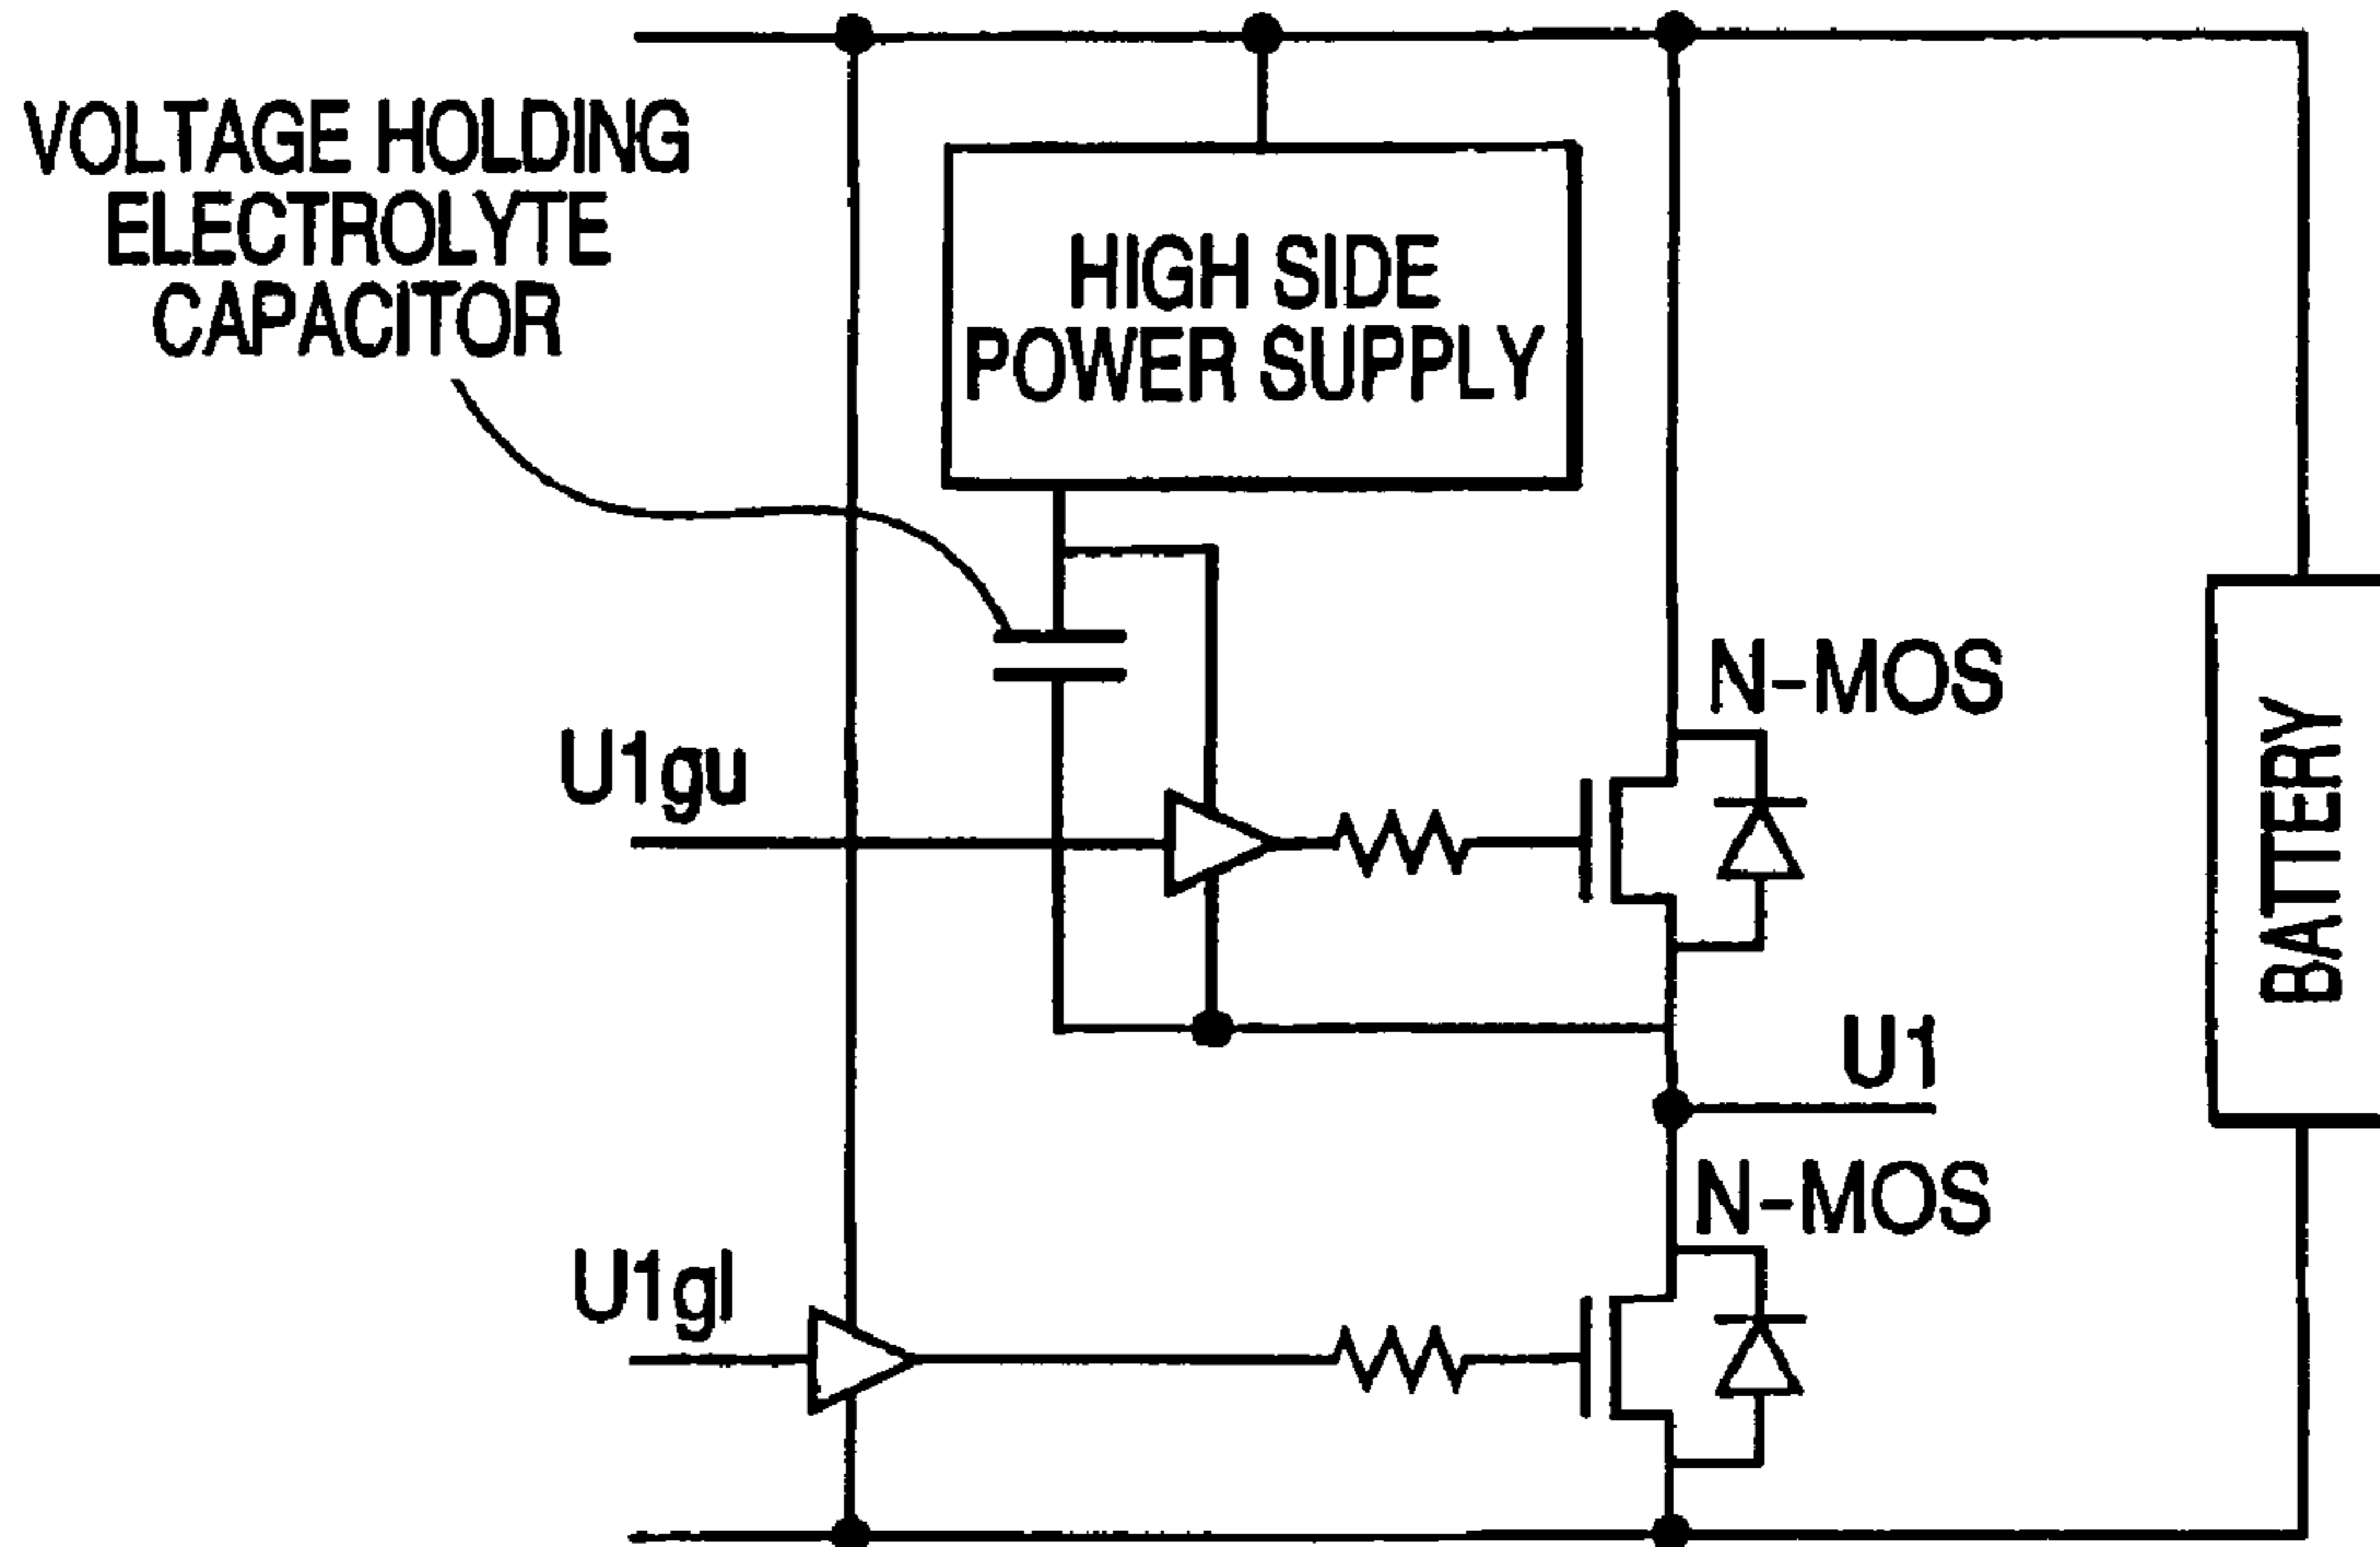 VOLTAGE HOLDING
ELECTROLYTE
CAPACITOR
HIGH SIDE
POWER SUPPLY
N-MOS
U1gu
BATTERY
U1
N-MOS
U1gl